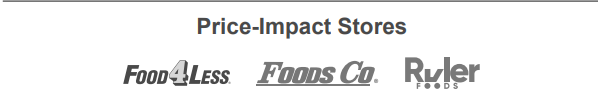 Price-Impact Stores
FOOD4LESS. FOODS CO® Ruler
FOODS